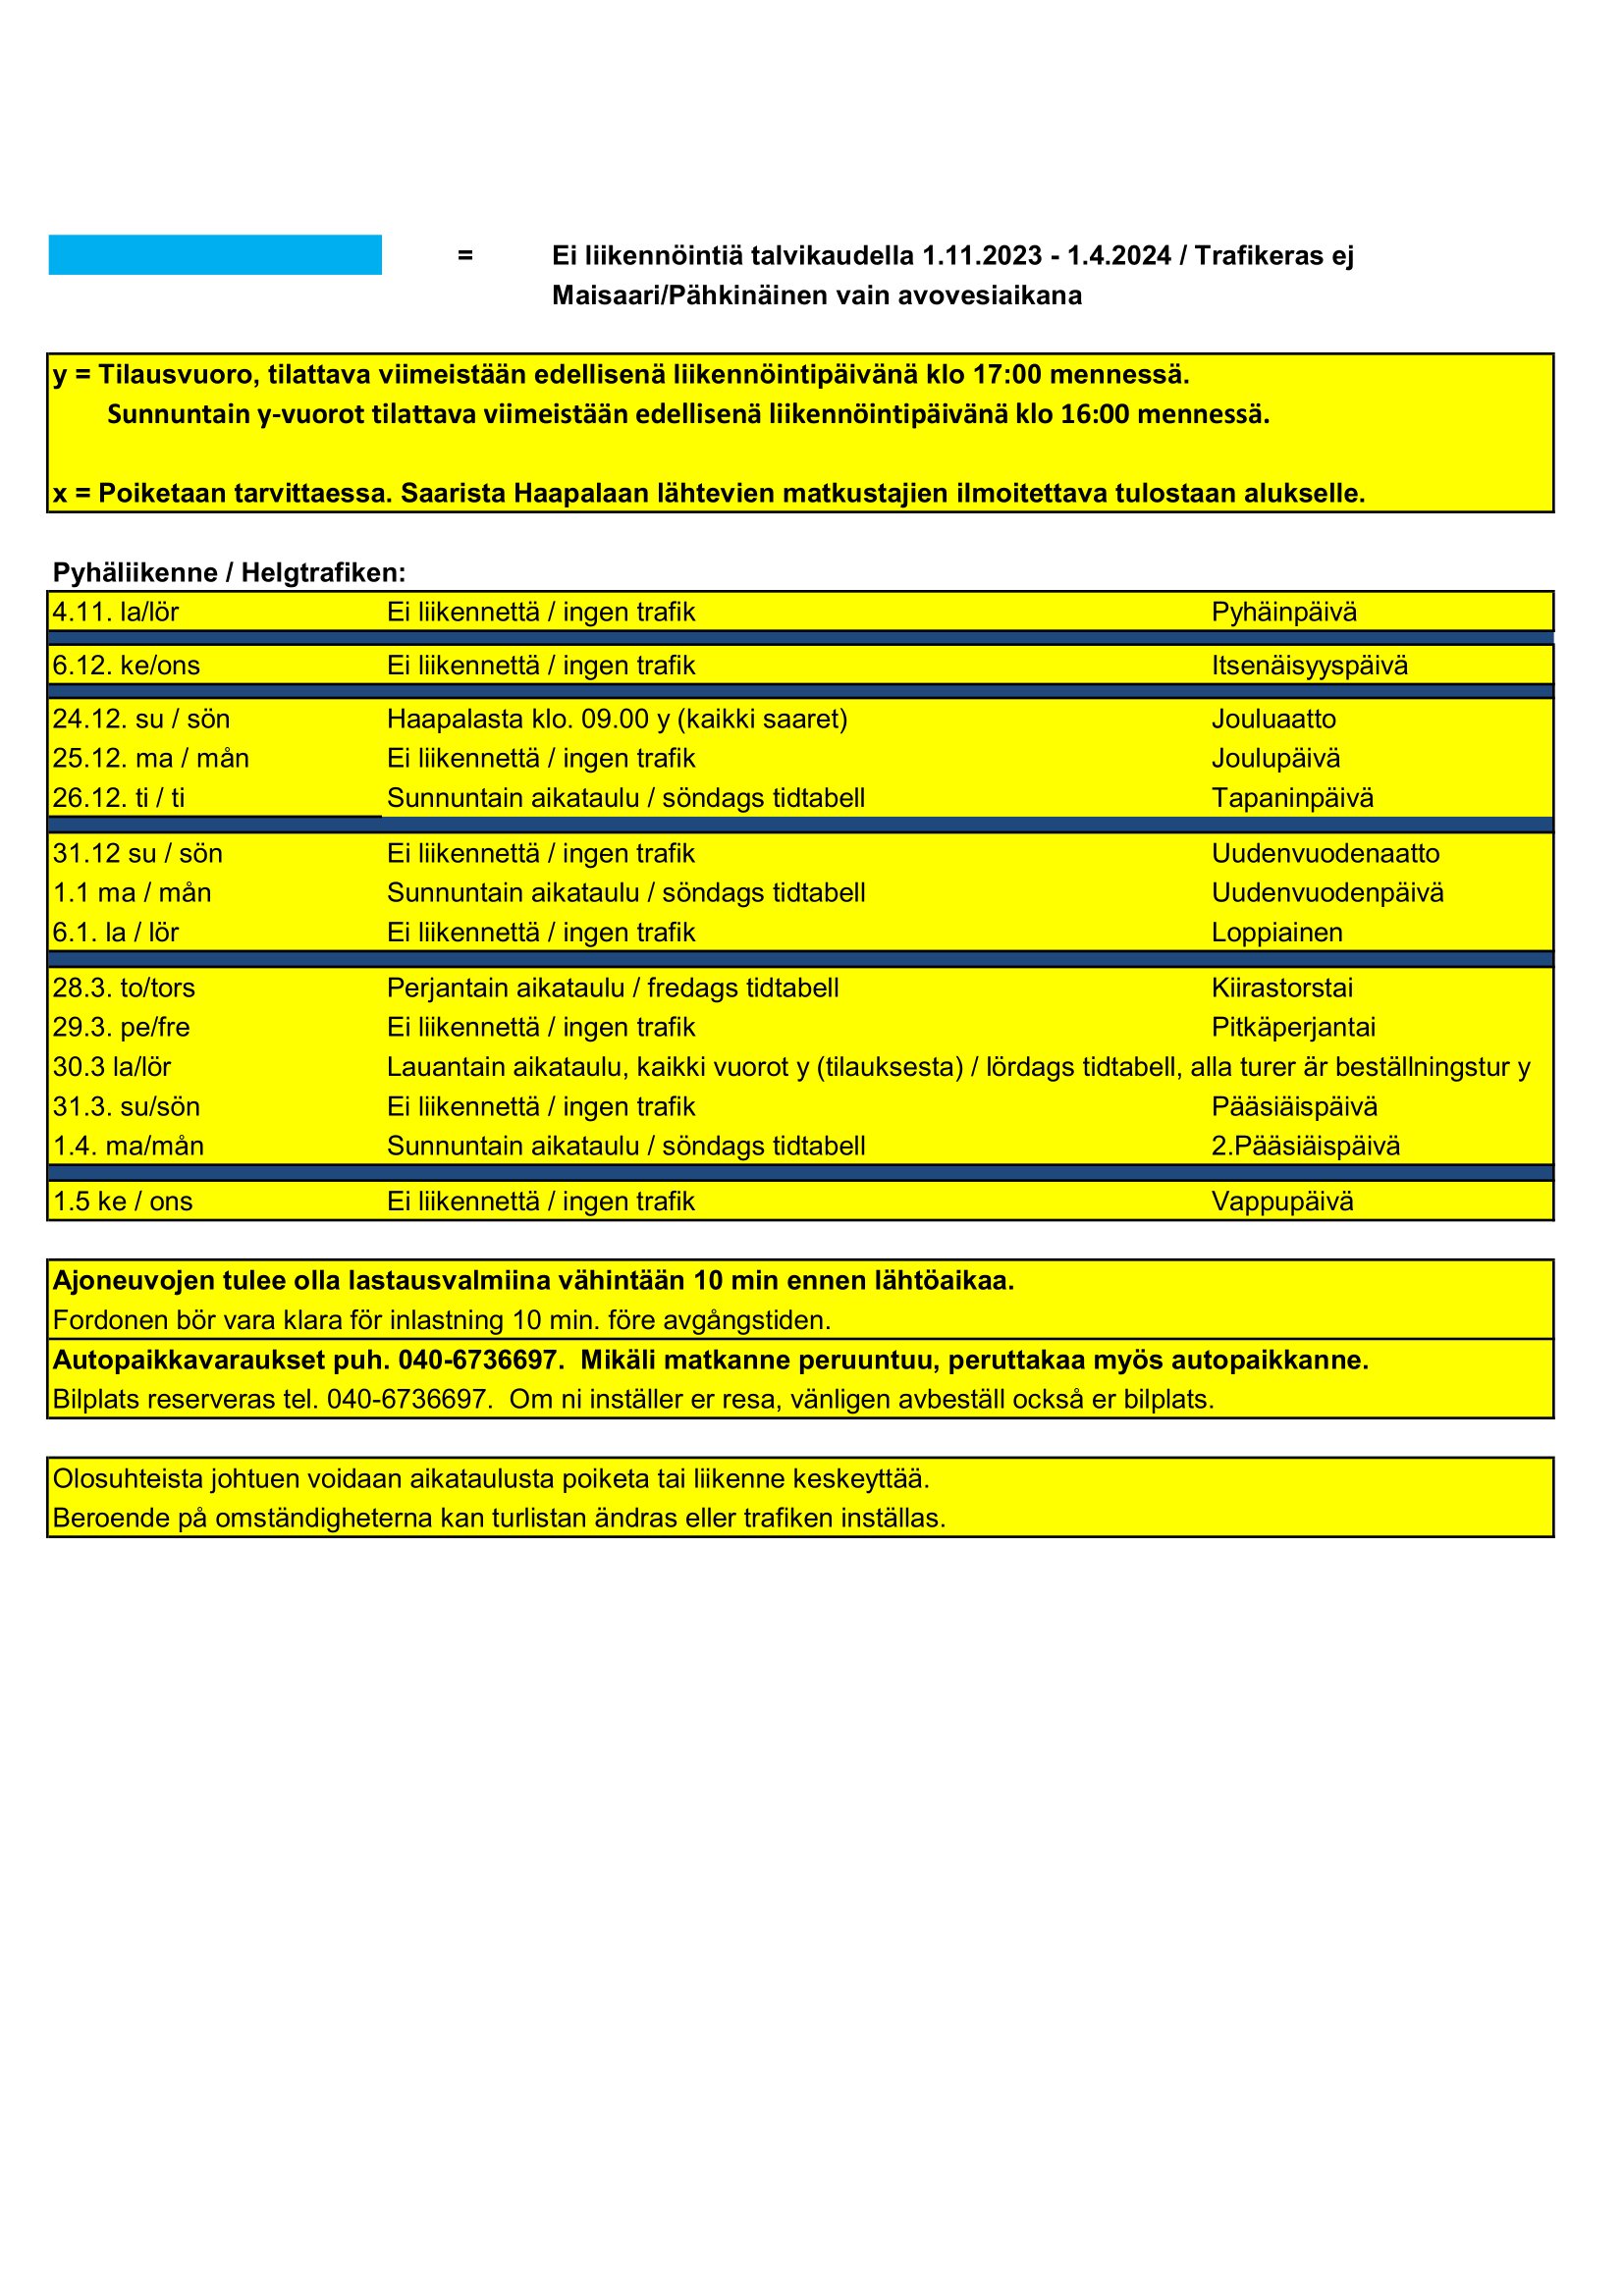 = Ei liikennöintiä talvikaudella 1.11.2023 - 1.4.2024 / Trafikeras ej
Maisaari/Pähkinäinen vain avovesiaikana
y = Tilausvuoro, tilattava viimeistään edellisenä liikennöintipäivänä klo 17:00 mennessä.
Sunnuntain y-vuorot tilattava viimeistään edellisenä liikennöintipäivänä klo 16:00 mennessä.
x = Poiketaan tarvittaessa. Saarista Haapalaan lähtevien matkustajien ilmoitettava tulostaan alukselle.
Pyhäliikenne / Helgtrafiken:
4.11. la/lör Ei liikennettä / ingen trafik Pyhäinpäivä
6.12. ke/ons Ei liikennettä / ingen trafik Itsenäisyyspäivä
24.12. su / sön Haapalasta klo. 09.00 y (kaikki saaret) Jouluaatto
25.12. ma / mån Ei liikennettä / ingen trafik Joulupäivä
26.12. ti / ti Sunnuntain aikataulu / söndags tidtabell Tapaninpäivä
31.12 su / sön Ei liikennettä / ingen trafik Uudenvuodenaatto
1.1 ma / mån Sunnuntain aikataulu / söndags tidtabell Uudenvuodenpäivä
6.1. la / lör Ei liikennettä / ingen trafik Loppiainen
28.3. to/tors Perjantain aikataulu / fredags tidtabell Kiirastorstai
29.3. pe/fre Ei liikennettä / ingen trafik Pitkäperjantai
30.3 la/lör Lauantain aikataulu, kaikki vuorot y (tilauksesta) / lördags tidtabell, alla turer är beställningstur y
31.3. su/sön Ei liikennettä / ingen trafik Pääsiäispäivä
1.4. ma/mån Sunnuntain aikataulu / söndags tidtabell 2.Pääsiäispäivä
1.5 ke / ons Ei liikennettä / ingen trafik Vappupäivä
Ajoneuvojen tulee olla lastausvalmiina vähintään 10 min ennen lähtöaikaa.
Fordonen bör vara klara för inlastning 10 min. före avgångstiden.
Autopaikkavaraukset puh. 040-6736697.  Mikäli matkanne peruuntuu, peruttakaa myös autopaikkanne.
Bilplats reserveras tel. 040-6736697.  Om ni inställer er resa, vänligen avbeställ också er bilplats.
Olosuhteista johtuen voidaan aikataulusta poiketa tai liikenne keskeyttää.
Beroende på omständigheterna kan turlistan ändras eller trafiken inställas.